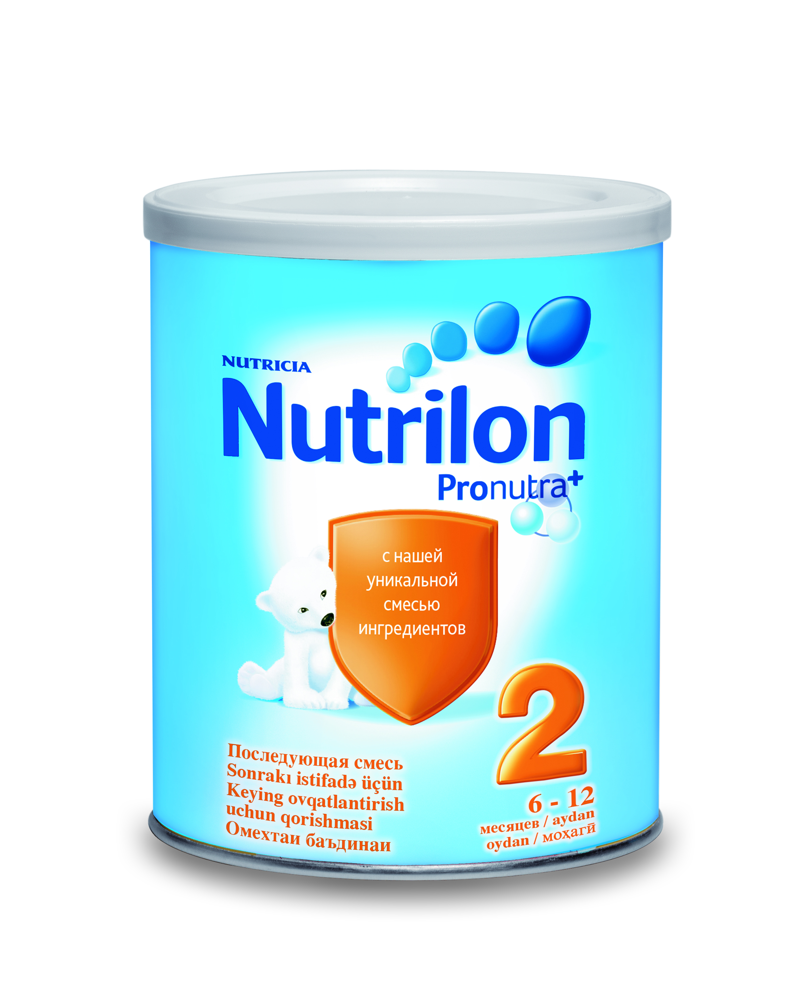 NUTRICIA
Nutrilon
Pronutra+
с нашей
уникальной
смесью
ингредиентов
2
Последующая смесь
Sonrakı istifadə üçün
Keying ovqatlantirish
uchun qorishmasi
Омехтаи баъдинаи
6 - 12
месяцев / aydan
oydan / моҳагӣ